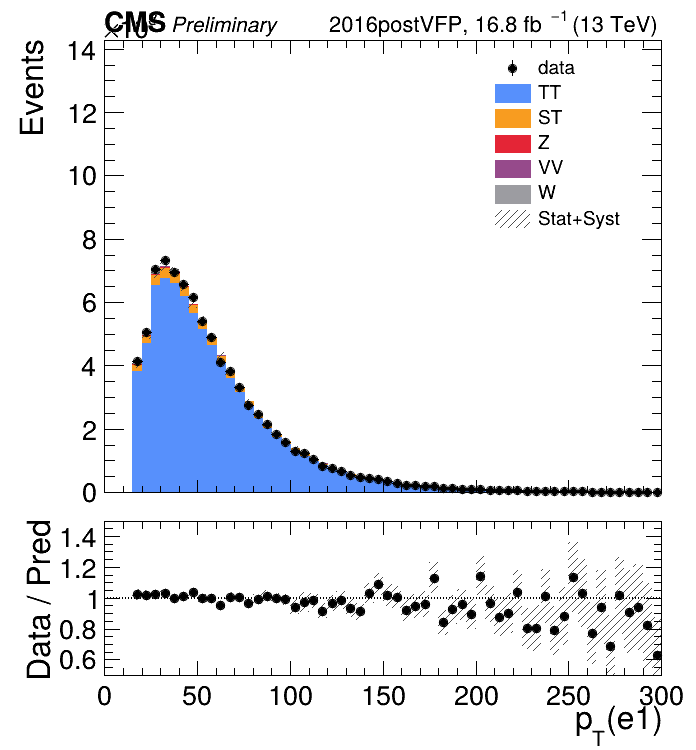 CMS Preliminary 2016postVFP, 16.8 fb⁻¹ (13 TeV)
14
12
10
8
6
4
2
0
Events
data
TT
ST
Z
VV
W
Stat+Syst
1.4
1.2
1
0.8
0.6
Data / Pred
0 50 100 150 200 250 300
p_T(e1)